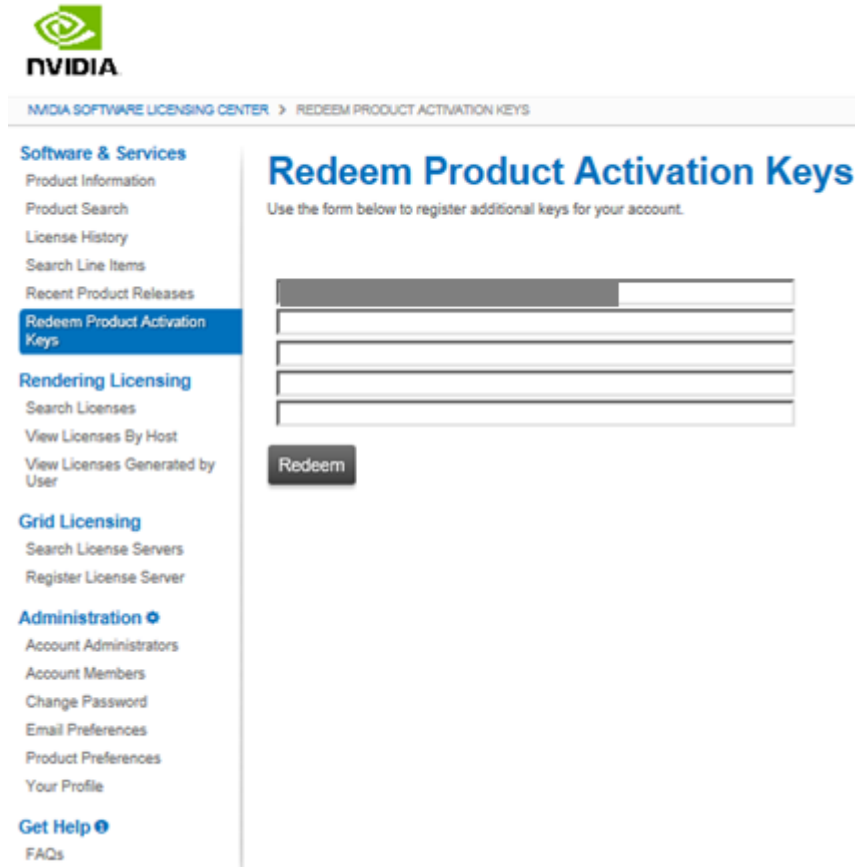 NVIDIA
NVIDIA SOFTWARE LICENSING CENTER > REDEEM PRODUCT ACTIVATION KEYS
Software & Services
Product Information
Product Search
License History
Search Line Items
Recent Product Releases
Redeem Product Activation
Keys
Rendering Licensing
Search Licenses
View Licenses By Host
View Licenses Generated by
User
Grid Licensing
Search License Servers
Register License Server
Administration
Account Administrators
Account Members
Change Password
Email Preferences
Product Preferences
Your Profile
Get Help
FAQs
Redeem Product Activation Keys
Use the form below to register additional keys for your account.
Redeem